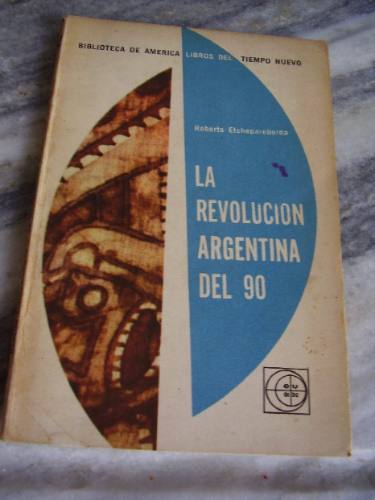 BIBLIOTECA DE AMERICA LIBROS DEL TIEMPO NUEVO
Roberto Etchepareborda
LA
REVOLUCION
ARGENTINA
DEL 90